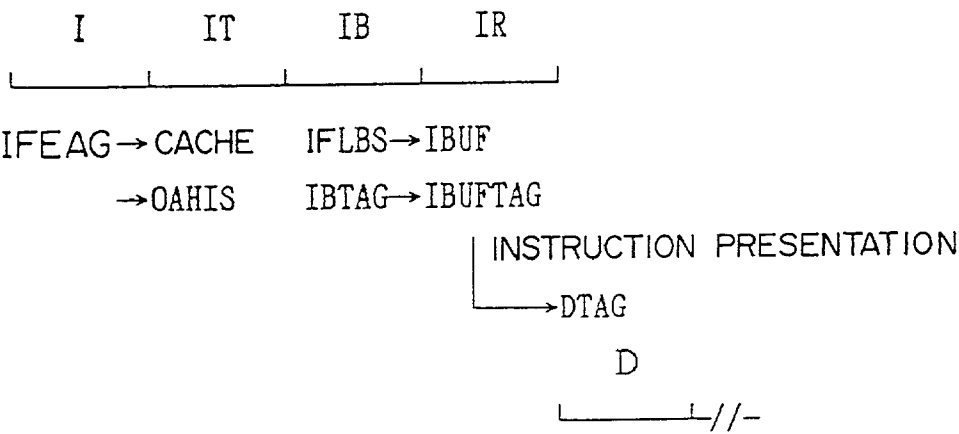 I IT IB IR
IFEAG→CACHE IFLBS→IBUF
→OAHIS IBTAG→IBUFTAG
INSTRUCTION PRESENTATION
→DTAG
D
-//-